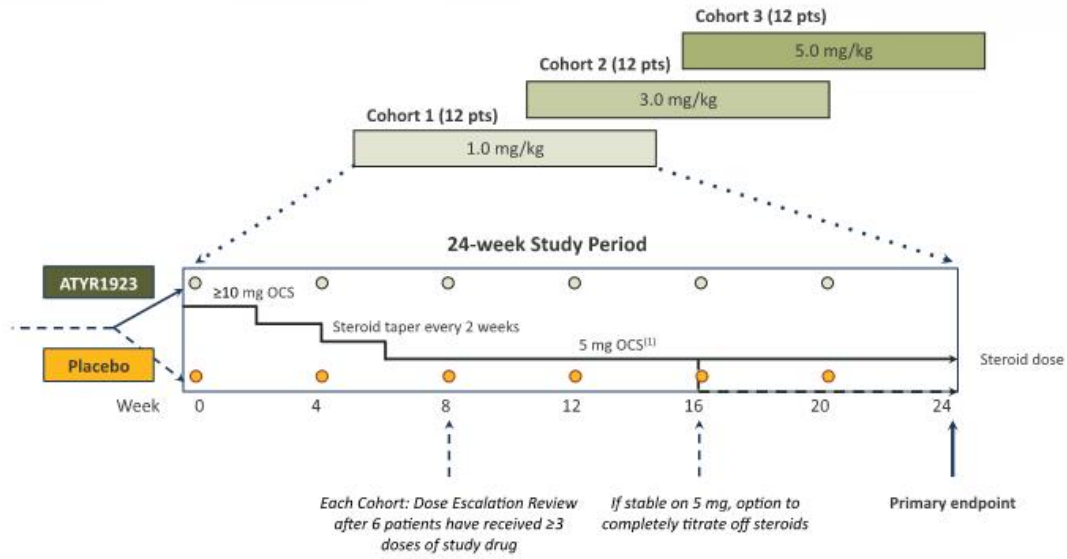 Cohort 3 (12 pts)
5.0 mg/kg
Cohort 2 (12 pts)
3.0 mg/kg
Cohort 1 (12 pts)
1.0 mg/kg
24-week Study Period
ATYR1923
≥10 mg OCS
Steroid taper every 2 weeks
5 mg OCS(1)
Steroid dose
Placebo
Week 0 4 8 12 16 20 24
Each Cohort: Dose Escalation Review
after 6 patients have received ≥3
doses of study drug
If stable on 5 mg, option to
completely titrate off steroids
Primary endpoint